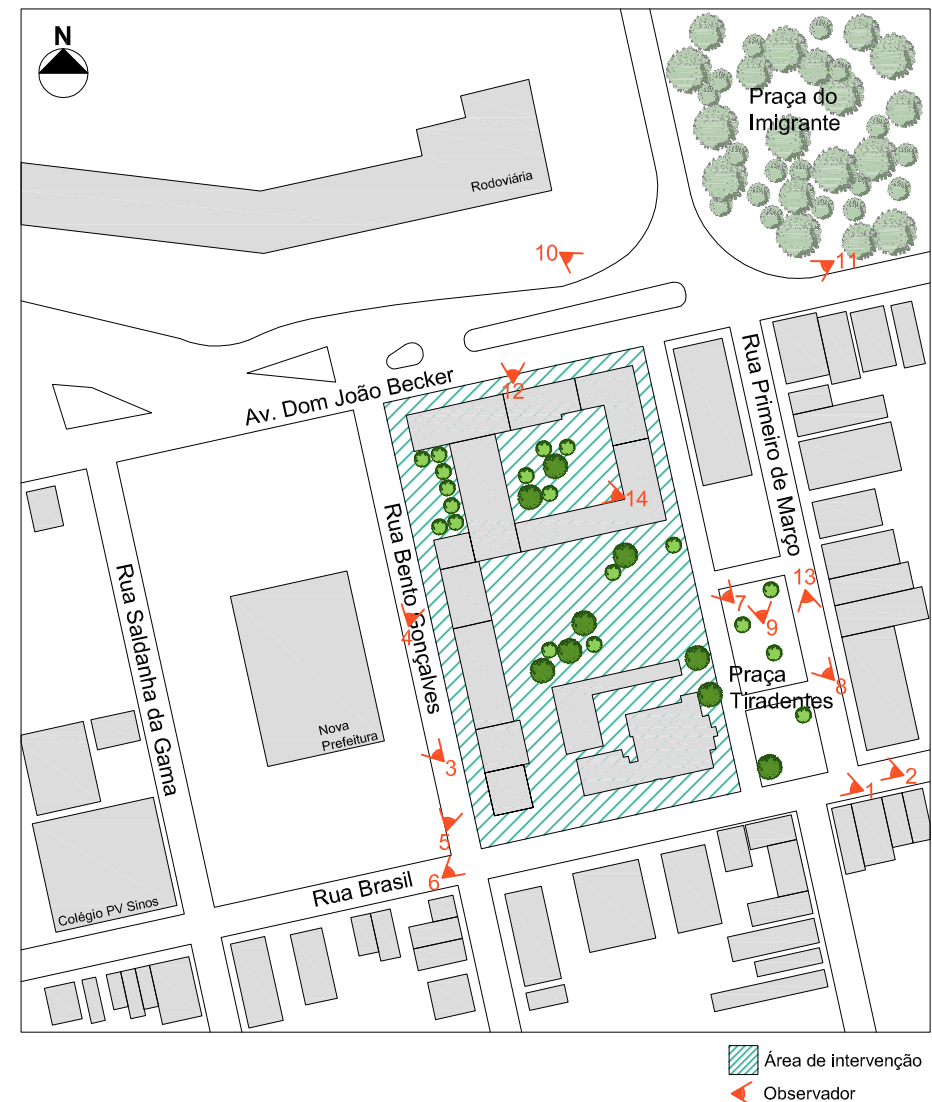 N
Praça do
Imigrante
Rodoviária
10
11
Av. Dom João Becker
12
Rua Primeiro de Março
14
Rua Bento Gonçalves
Rua Saldanha da Gama
13
7
9
4
Praça
Tiradentes
8
Nova
Prefeitura
3
2
1
5
6
Rua Brasil
Colégio PV Sinos
Área de intervenção
Observador